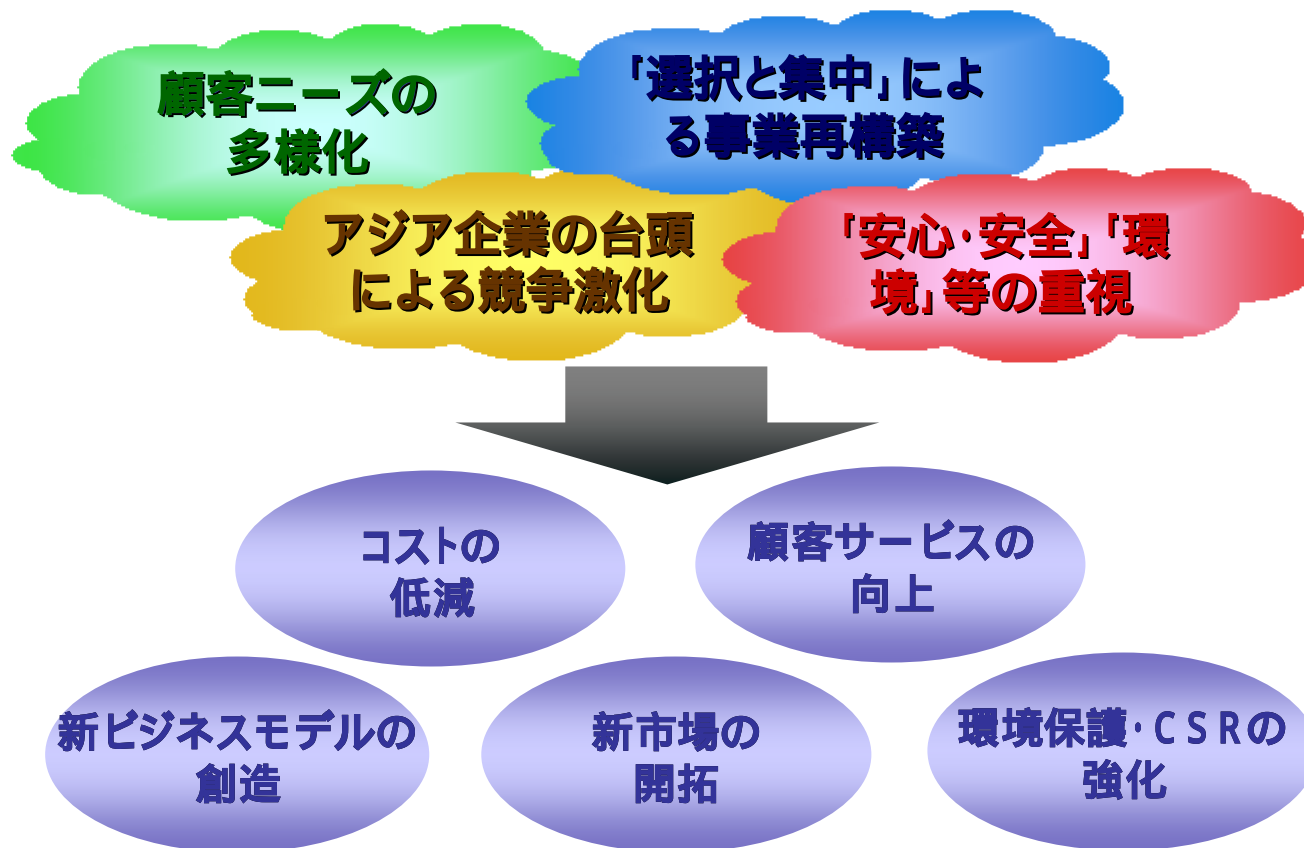 顧客ニーズの
多様化
「選択と集中」によ
る事業再構築
アジア企業の台頭
による競争激化
「安心・安全」「環
境」等の重視
コストの
低減
顧客サービスの
向上
新ビジネスモデルの
創造
新市場の
開拓
環境保護・CSRの
強化